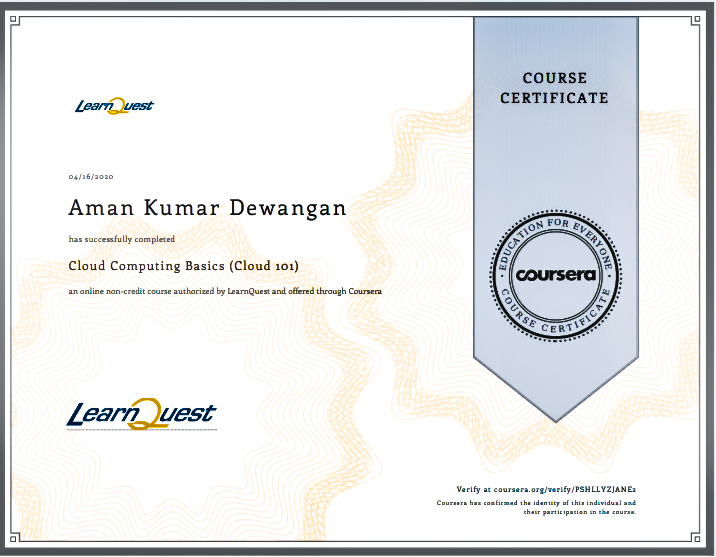 LearnQuest
COURSE
CERTIFICATE
04/16/2020
Aman Kumar Dewangan
has successfully completed
Cloud Computing Basics (Cloud 101)
an online non-credit course authorized by LearnQuest and offered through Coursera
EDUCATION FOR EVERYONE
coursera
COURSE CERTIFICATE
LearnQuest
Verify at coursera.org/verify/PSHLLYZJANE2
Coursera has confirmed the identity of this individual and
their participation in the course.